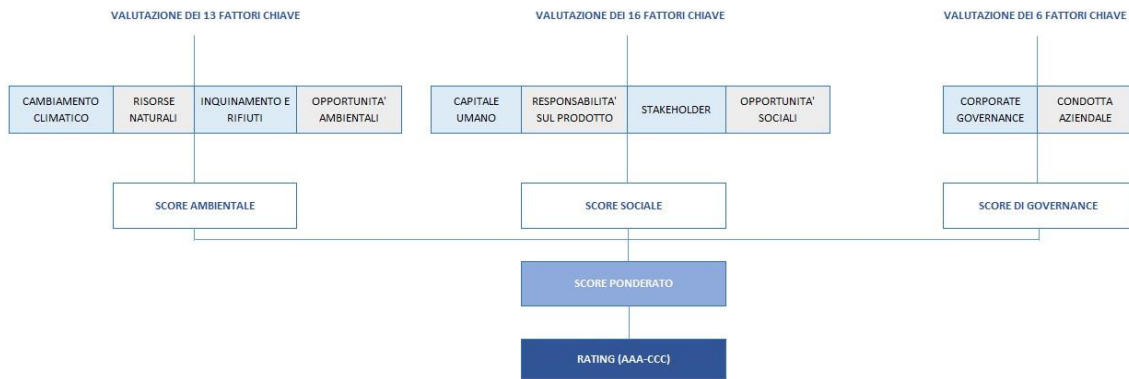 VALUTAZIONE DEI 13 FATTORI CHIAVE
VALUTAZIONE DEI 16 FATTORI CHIAVE
VALUTAZIONE DEI 6 FATTORI CHIAVE
CAMBIAMENTO
CLIMATICO
RISORSE
NATURALI
INQUINAMENTO E
RIFIUTI
OPPORTUNITA'
AMBIENTALI
CAPITALE
UMANO
RESPONSABILITA'
SUL PRODOTTO
STAKEHOLDER
OPPORTUNITA'
SOCIALI
CORPORATE
GOVERNANCE
CONDOTTA
AZIENDALE
SCORE AMBIENTALE
SCORE SOCIALE
SCORE DI GOVERNANCE
SCORE PONDERATO
RATING (AAA-CCC)